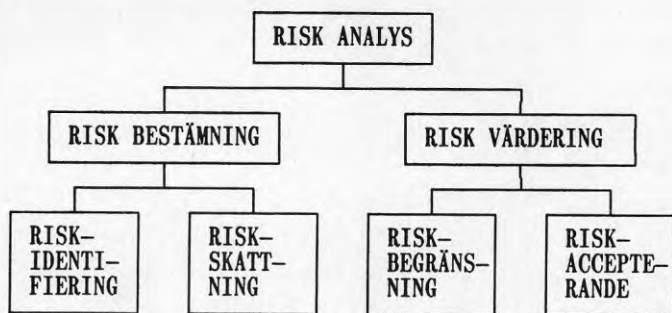 RISK ANALYS
RISK BESTÄMNING
RISK VÄRDERING
RISK-
IDENTI-
FIERING
RISK-
SKATT-
NING
RISK-
BEGRÄNS-
NING
RISK-
ACCEPTE-
RANDE